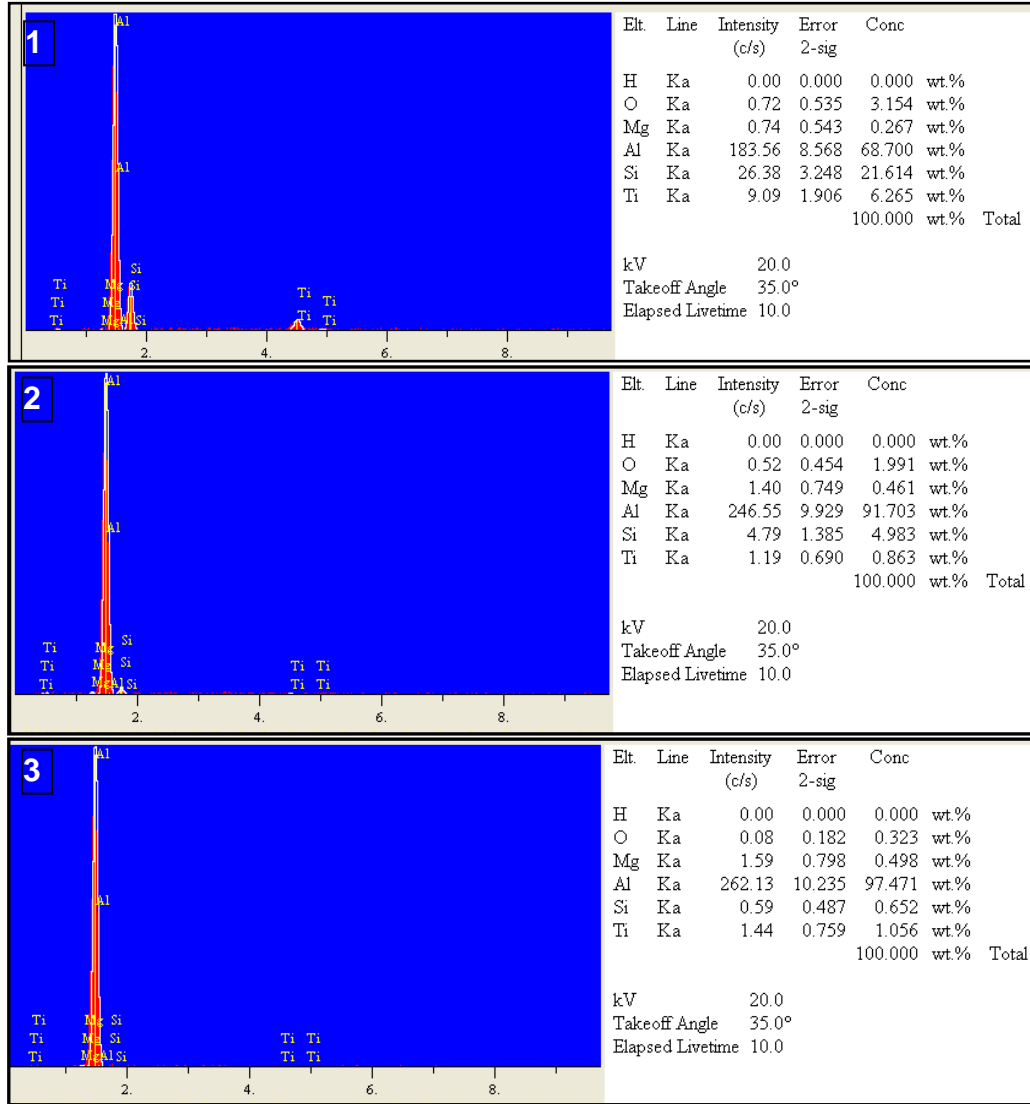 1
Al
Al
Si
Ti Mg Si Ti
Ti Mg Ti Ti
Ti MgAl Si Ti
2. 4. 6. 8.
Elt. Line Intensity Error Conc
(c/s) 2-sig
H Ka 0.00 0.000 0.000 wt.%
O Ka 0.72 0.535 3.154 wt.%
Mg Ka 0.74 0.543 0.267 wt.%
Al Ka 183.56 8.568 68.700 wt.%
Si Ka 26.38 3.248 21.614 wt.%
Ti Ka 9.09 1.906 6.265 wt.%
100.000 wt.% Total
kV 20.0
Takeoff Angle 35.0°
Elapsed Livetime 10.0
2
Al
Al
Si
Ti Mg
Ti Mg Si Ti Ti
Ti MgAl Si Ti Ti
2. 4. 6. 8.
Elt. Line Intensity Error Conc
(c/s) 2-sig
H Ka 0.00 0.000 0.000 wt.%
O Ka 0.52 0.454 1.991 wt.%
Mg Ka 1.40 0.749 0.461 wt.%
Al Ka 246.55 9.929 91.703 wt.%
Si Ka 4.79 1.385 4.983 wt.%
Ti Ka 1.19 0.690 0.863 wt.%
100.000 wt.% Total
kV 20.0
Takeoff Angle 35.0°
Elapsed Livetime 10.0
3
Al
Al
Ti Mg Si
Ti Mg Si Ti Ti
Ti MgAl Si Ti Ti
2. 4. 6. 8.
Elt. Line Intensity Error Conc
(c/s) 2-sig
H Ka 0.00 0.000 0.000 wt.%
O Ka 0.08 0.182 0.323 wt.%
Mg Ka 1.59 0.798 0.498 wt.%
Al Ka 262.13 10.235 97.471 wt.%
Si Ka 0.59 0.487 0.652 wt.%
Ti Ka 1.44 0.759 1.056 wt.%
100.000 wt.% Total
kV 20.0
Takeoff Angle 35.0°
Elapsed Livetime 10.0